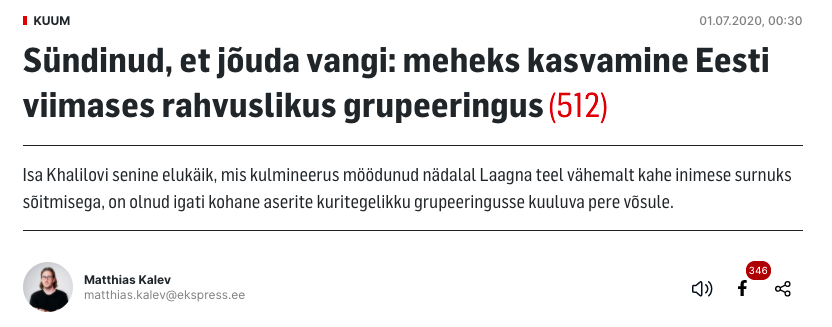 KUUM
01.07.2020, 00:30
Sündinud, et jõuda vangi: meheks kasvamine Eesti
viimases rahvuslikus grupeeringus (512)
Isa Khalilovi senine elukäik, mis kulmineerus möödunud nädalal Laagna teel vähemalt kahe inimese surnuks
sõitmisega, on olnud igati kohane aserite kuritegelikku grupeeringusse kuuluva pere võsule.
Matthias Kalev
matthias.kalev@ekspress.ee
346